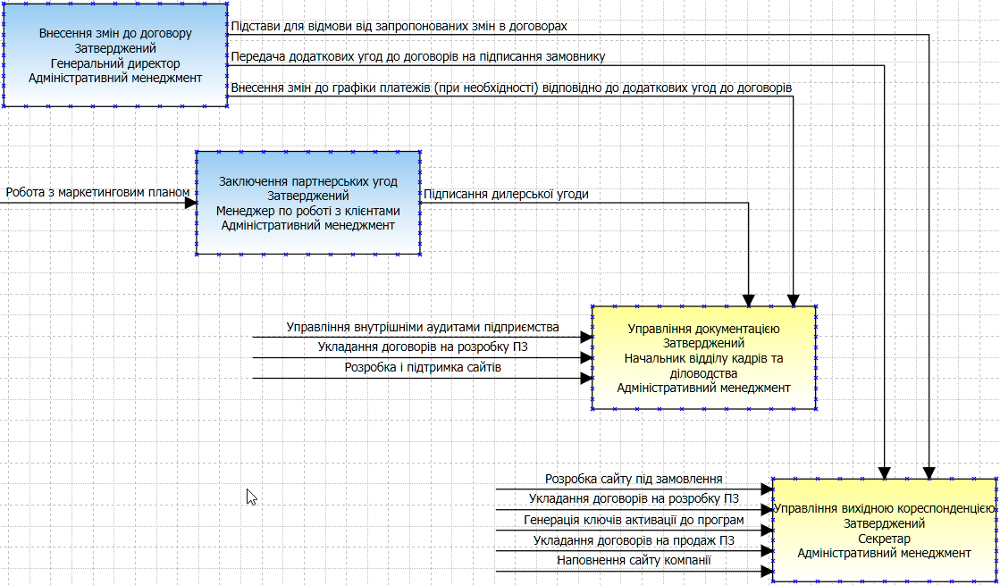 Внесення змін до договору
Затверджений
Генеральний директор
Адміністративний менеджмент
Підстави для відмови від запропонованих змін в договорах
Передача додаткових угод до договорів на підписання замовнику
Внесення змін до графіки платежів (при необхідності) відповідно до додаткових угод до договорів
Робота з маркетинговим планом
Заключення партнерських угод
Затверджений
Менеджер по роботі з клієнтами
Адміністративний менеджмент
Підписання дилерської угоди
Управління внутрішніми аудитами підприємства
Укладання договорів на розробку ПЗ
Розробка і підтримка сайтів
Управління документацією
Затверджений
Начальник відділу кадрів та
діловодства
Адміністративний менеджмент
Розробка сайту під замовлення
Укладання договорів на розробку ПЗ
Генерація ключів активації до програм
Укладання договорів на продаж ПЗ
Наповнення сайту компанії
Управління вихідною кореспонденцією
Затверджений
Секретар
Адміністративний менеджмент